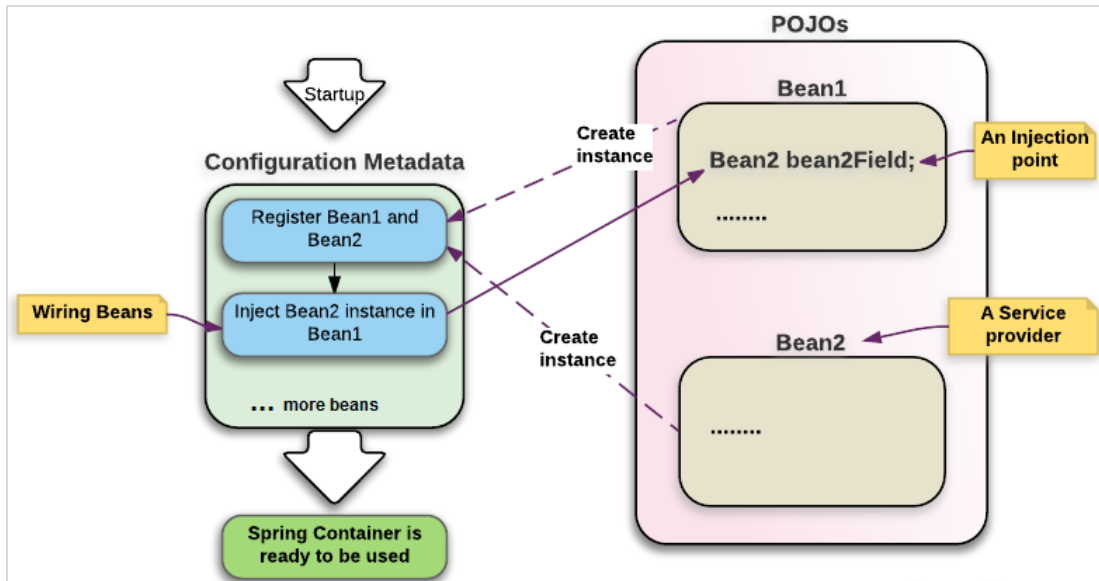 POJOs
Startup
Bean1
Create
instance
An Injection
point
Configuration Metadata
Bean2 bean2Field;
........
Register Bean1 and
Bean2
Wiring Beans
Inject Bean2 instance in
Bean1
A Service
provider
Create
instance
Bean2
... more beans
........
Spring Container is
ready to be used